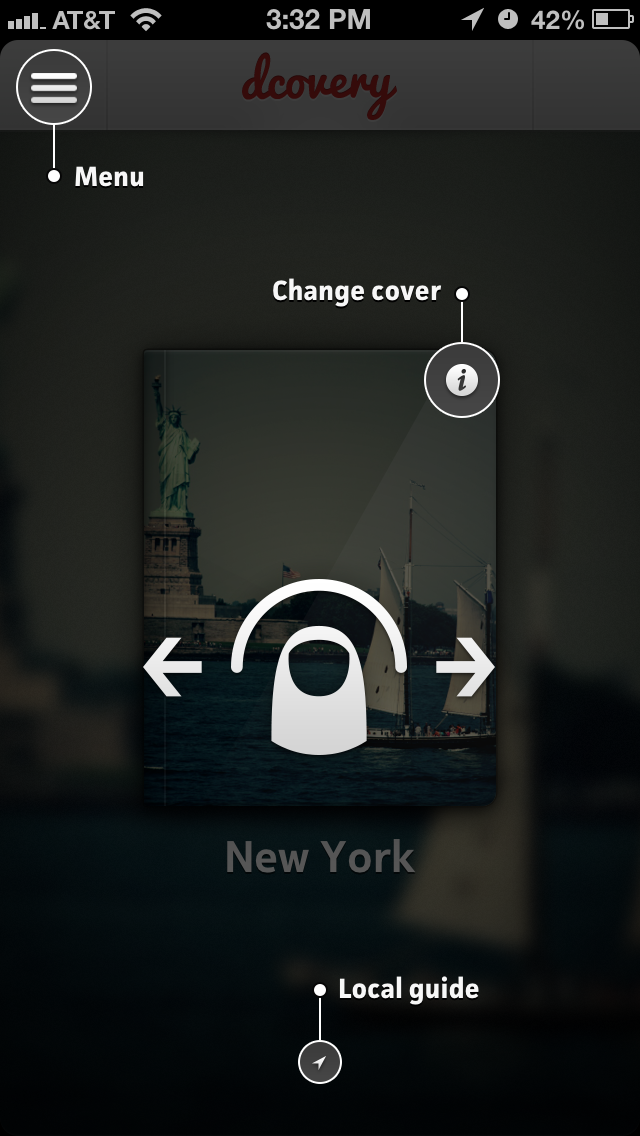 AT&T 3:32 PM 42%
dcovery
Menu
Change cover
i
New York
Local guide